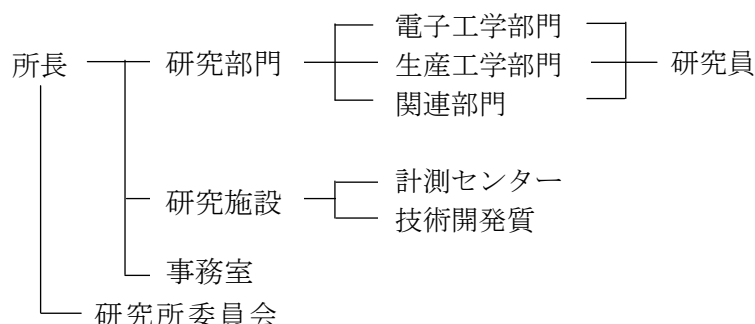 電子工学部門
所長 研究部門 生産工学部門 研究員
関連部門
計測センター
研究施設
技術開発質
事務室
研究所委員会